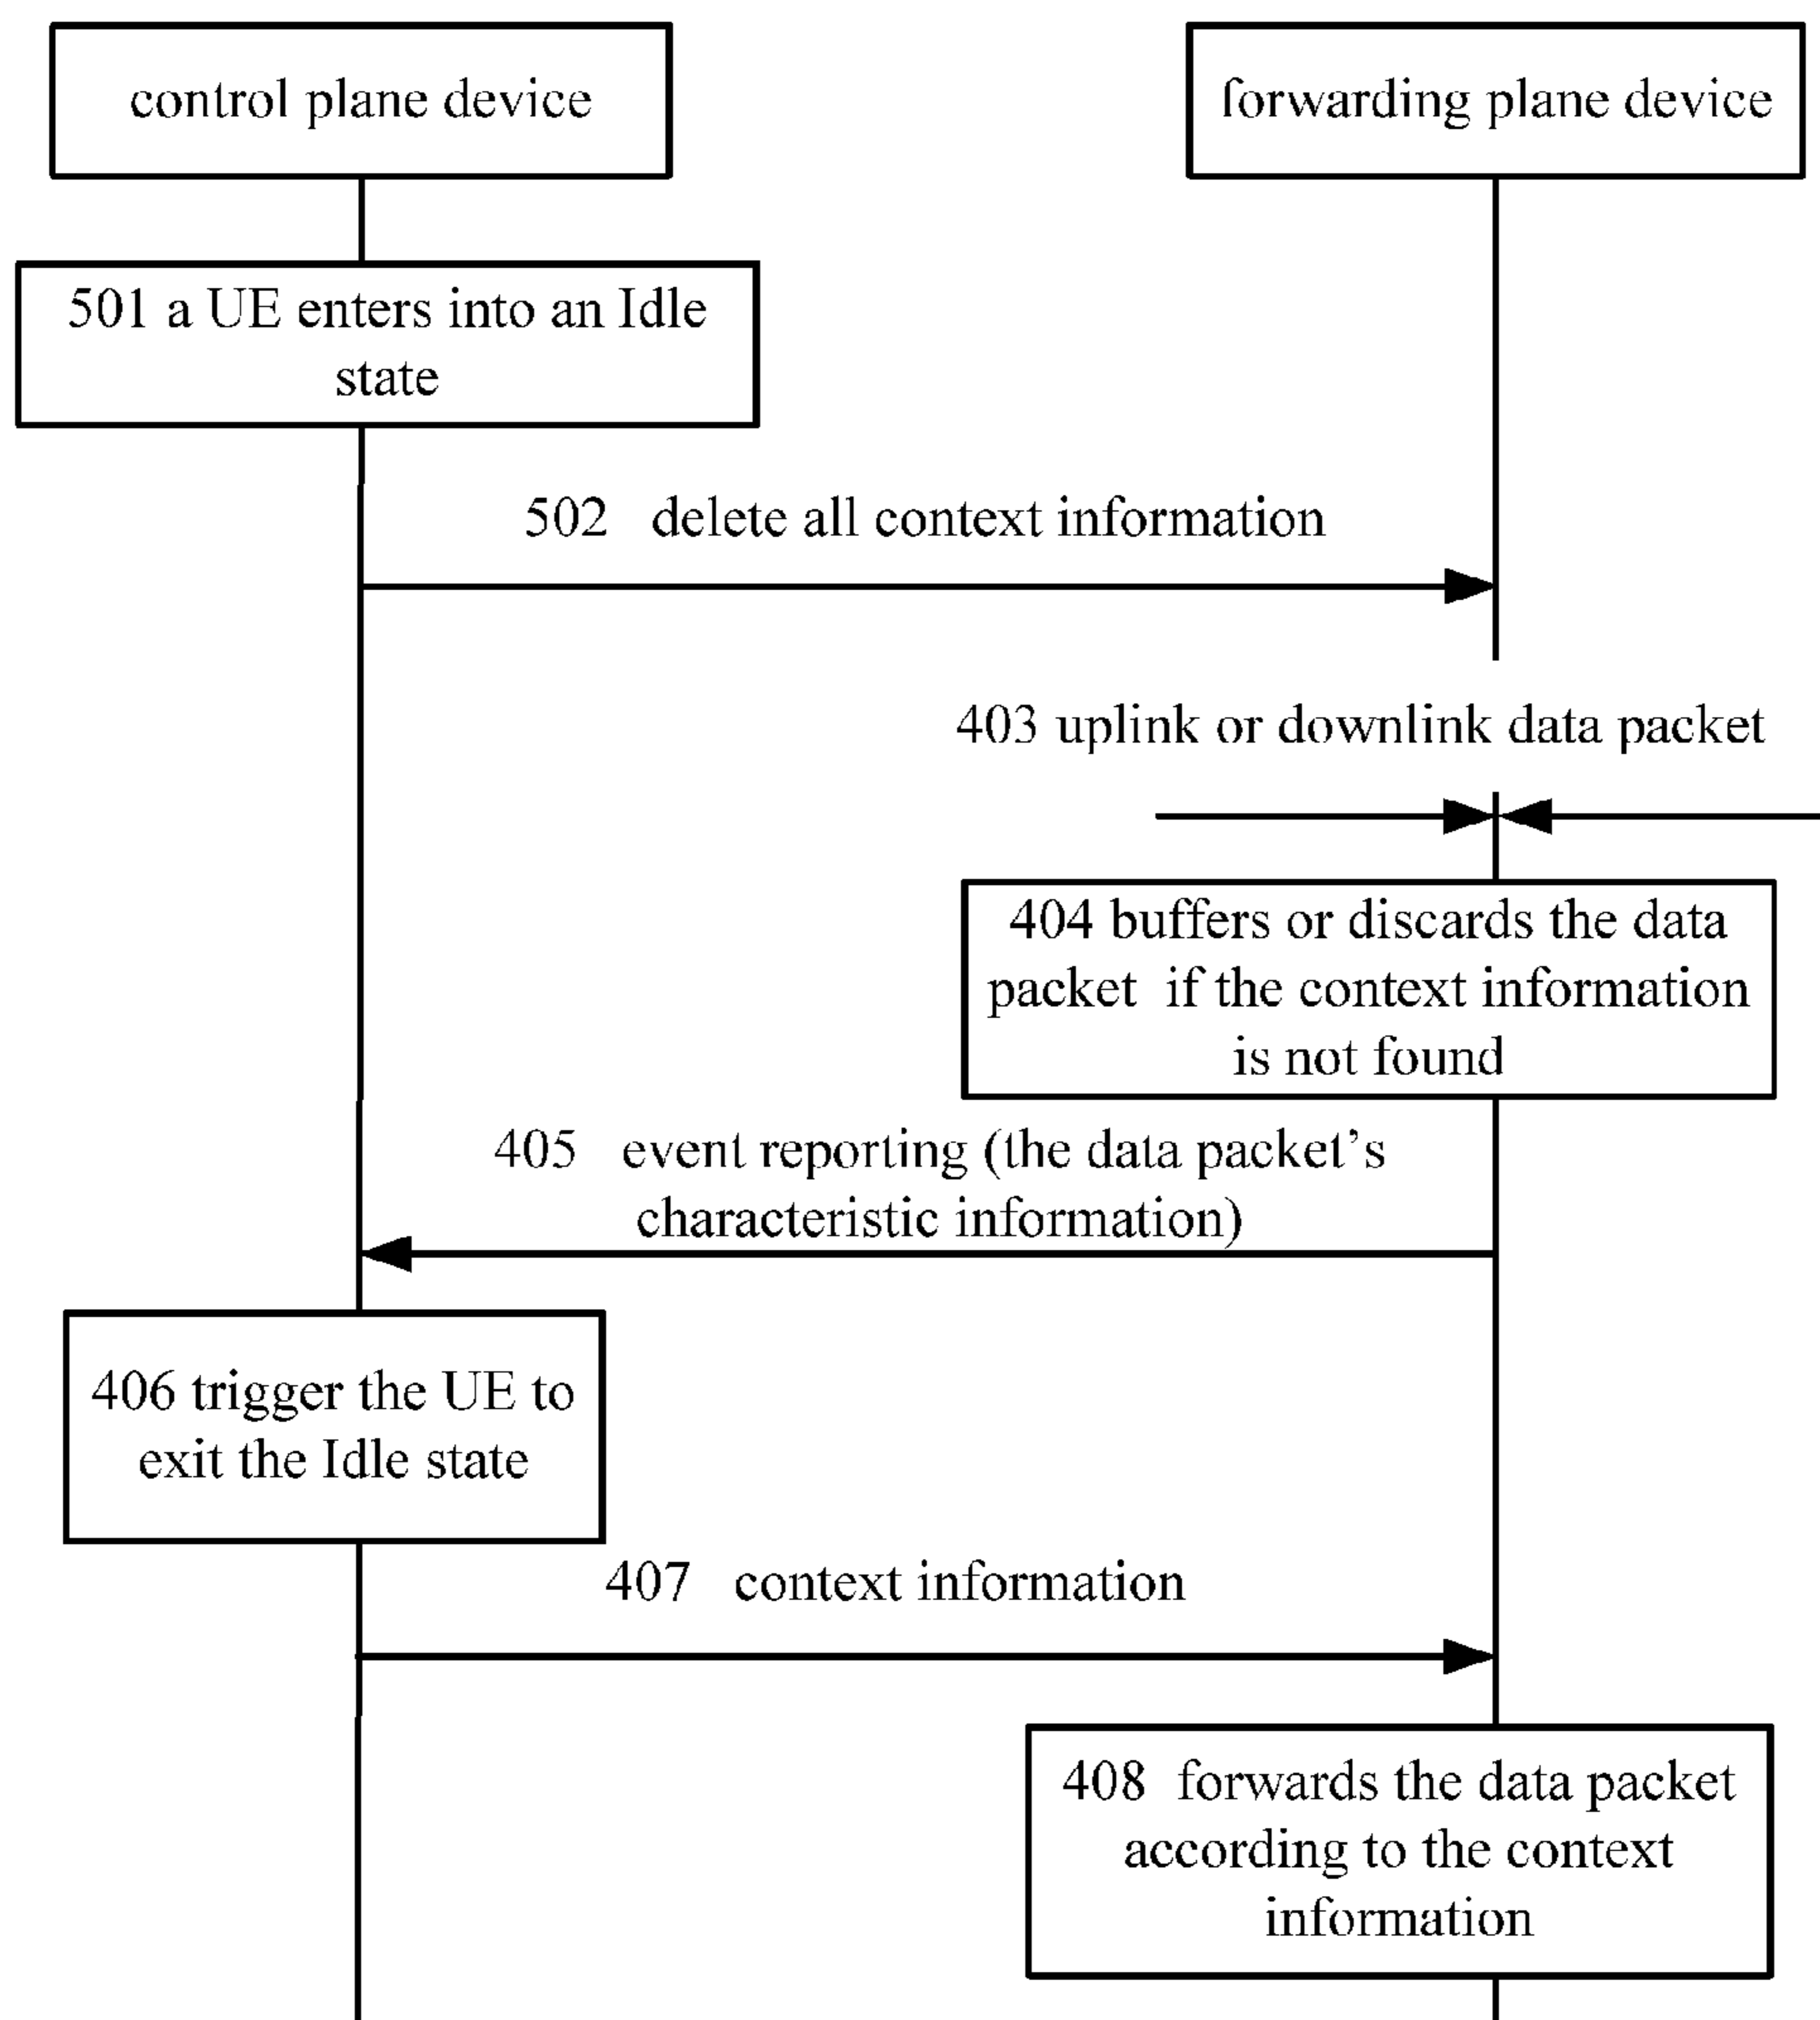 control plane device
forwarding plane device
501 a UE enters into an Idle
state
502 delete all context information
403 uplink or downlink data packet
404 buffers or discards the data
packet if the context information
is not found
405 event reporting (the data packet’s
characteristic information)
406 trigger the UE to
exit the Idle state
407 context information
408 forwards the data packet
according to the context
information